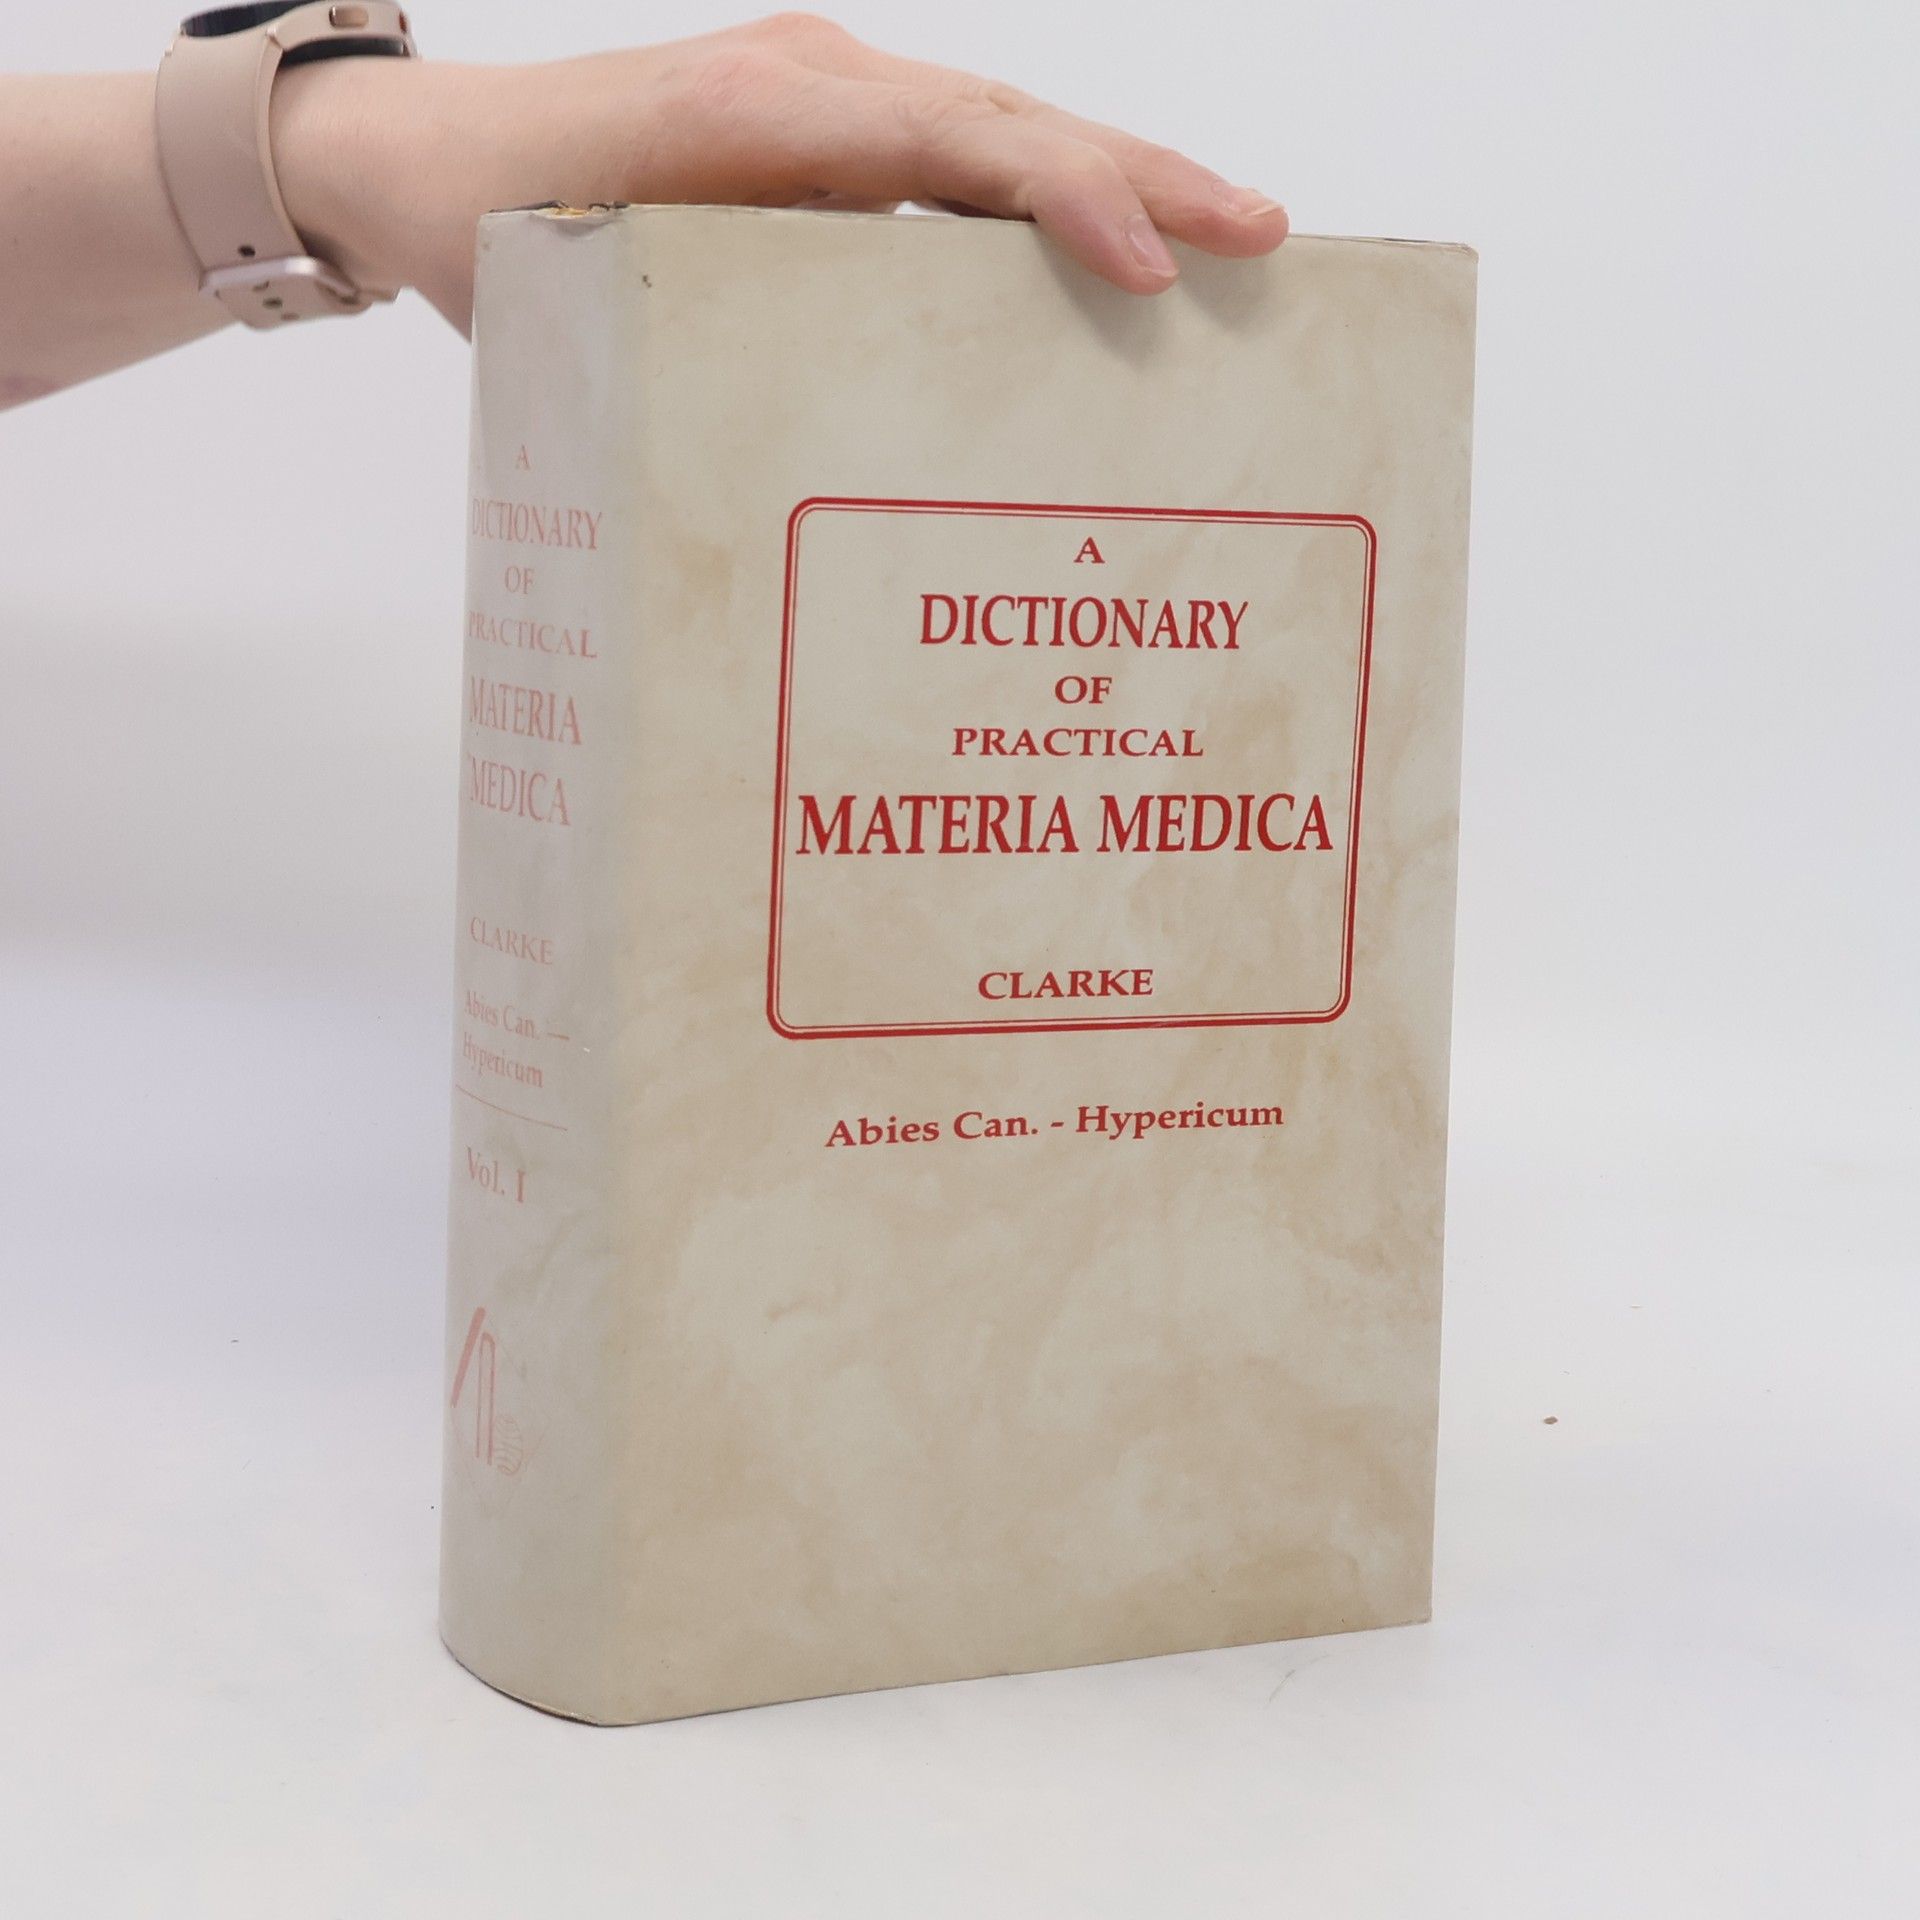 A
DICTIONARY
OF
PRACTICAL
MATERIA
MEDICA
CLARKE
Abies Can. —
Hypericum
Vol. I
A
DICTIONARY
OF
PRACTICAL
MATERIA MEDICA
CLARKE
Abies Can. - Hypericum